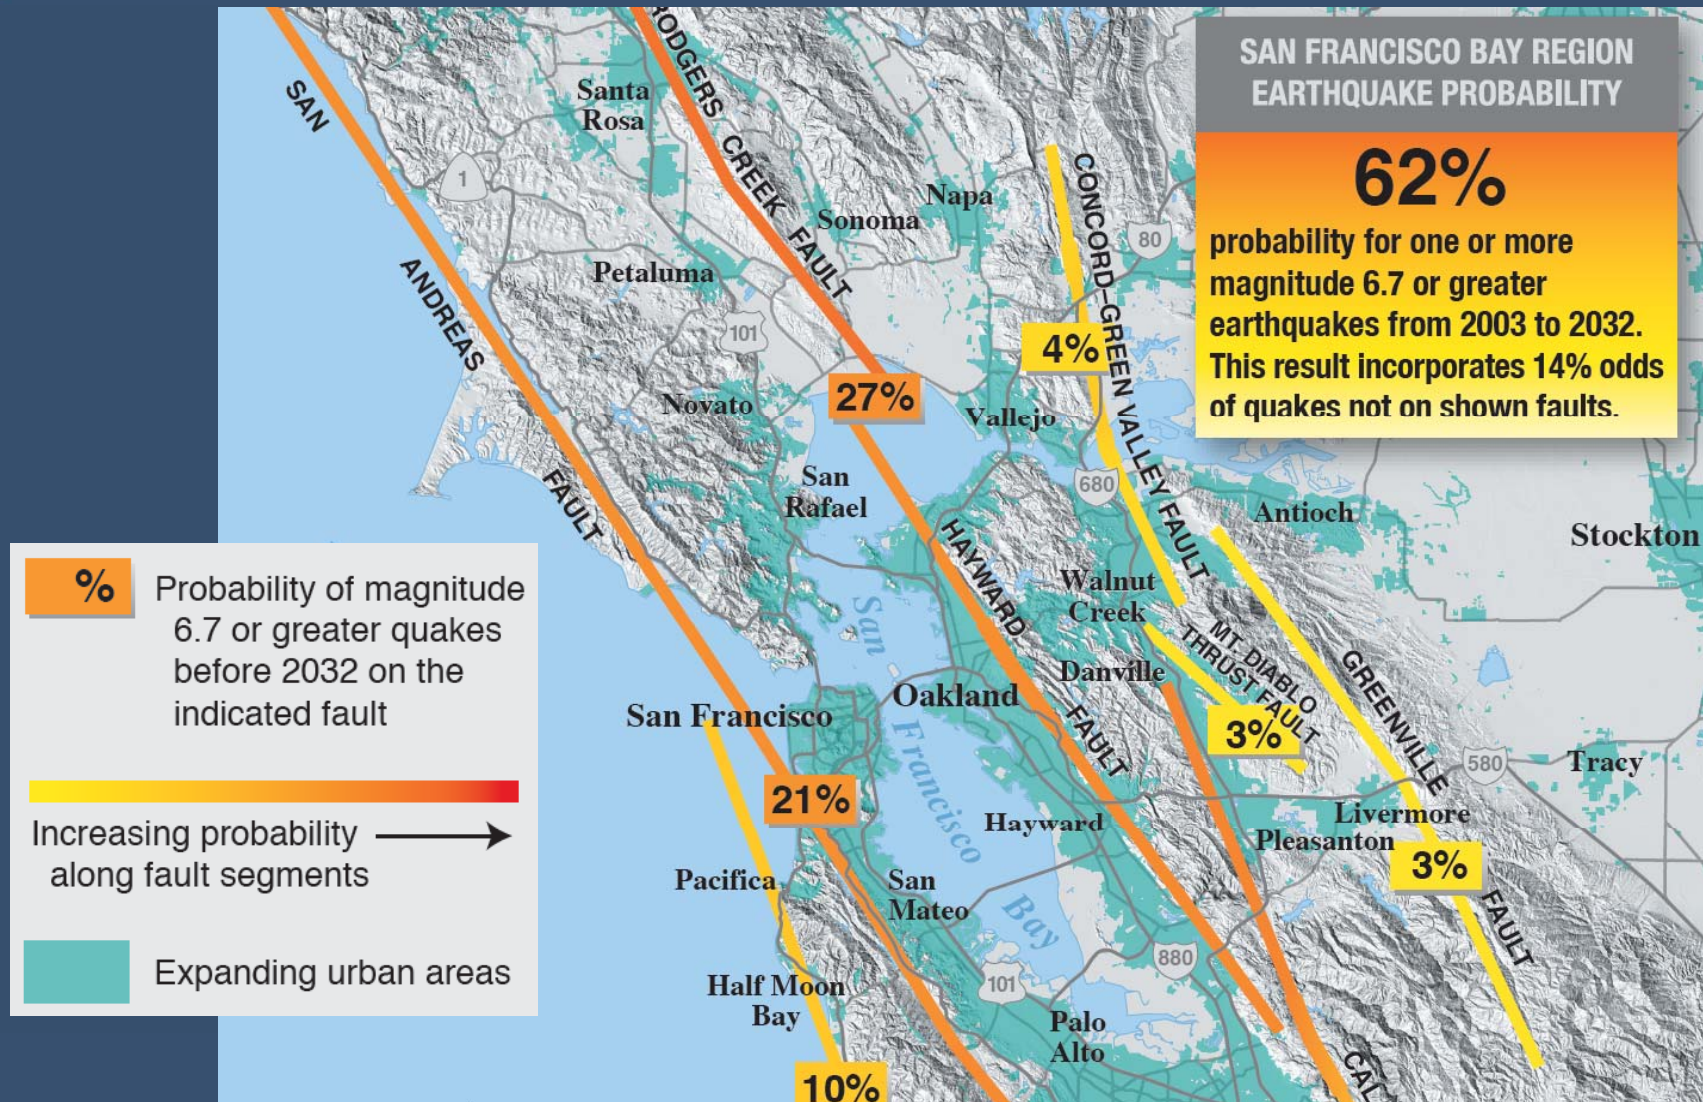 SAN FRANCISCO BAY REGION
EARTHQUAKE PROBABILITY
62%
probability for one or more
magnitude 6.7 or greater
earthquakes from 2003 to 2032.
This result incorporates 14% odds
of quakes not on shown faults.
SAN
ANDREAS
FAULT
RODGERS
CREEK
FAULT
Santa
Rosa
1
Napa
Sonoma
CONCORD–GREEN VALLEY FAULT
80
Petaluma
101
4%
27%
Novato
Vallejo
San
Rafael
680
Antioch
Stockton
HAYWARD
FAULT
Walnut
Creek
MT. DIABLO
THRUST FAULT
GREENVILLE
FAULT
Danville
Oakland
San Francisco
San
Francisco
Bay
3%
580
Tracy
21%
Hayward
Livermore
Pleasanton
3%
Pacifica
San
Mateo
880
101
Half Moon
Bay
Palo
Alto
10%
CAL
%
Probability of magnitude
6.7 or greater quakes
before 2032 on the
indicated fault
Increasing probability
along fault segments
Expanding urban areas